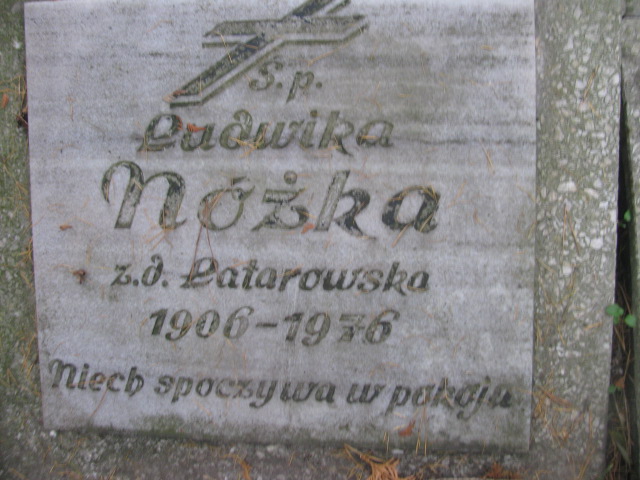 Ś.p.
Ludwika
Nóżka
z.d. Latarowska
1906-1976
Niech spoczywa w pokoju